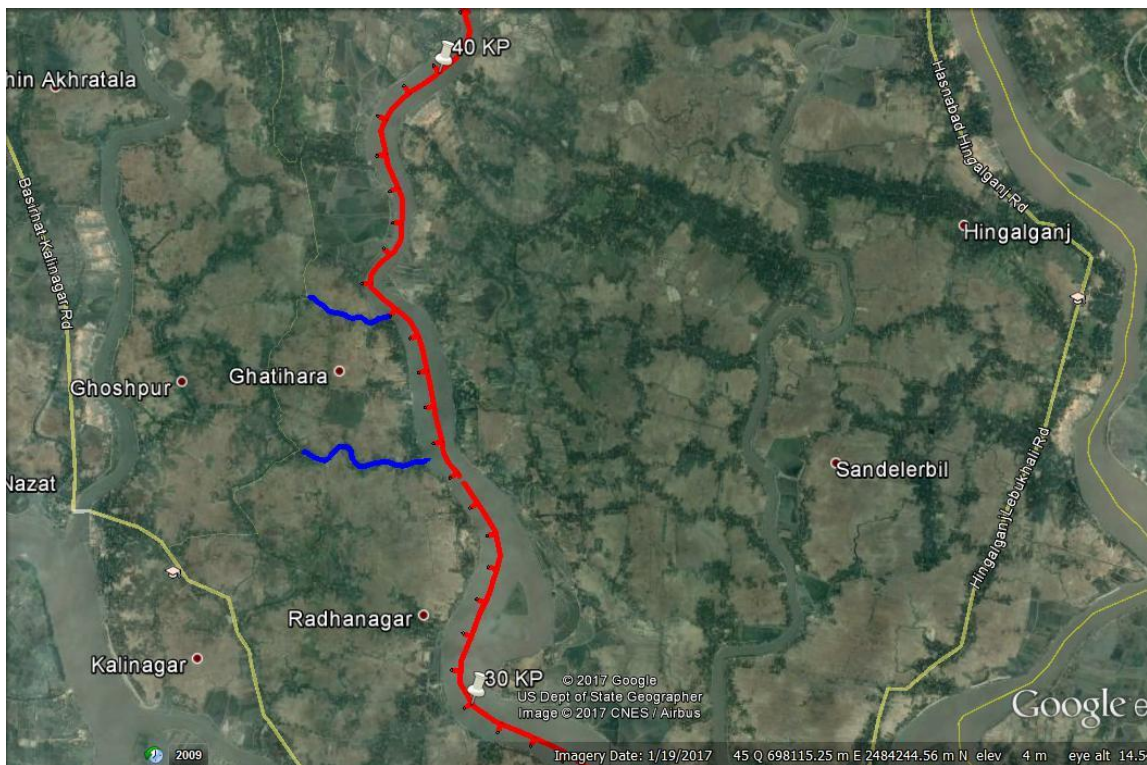 40 KP
hin Akhratala
Hasnabad Hingalganj Rd
Basirhat-Kalinagar Rd
Hingalganj
Ghatihara
Ghoshpur
Sandelerbil
Nazat
HingalganjLebukhali Rd
Radhanagar
Kalinagar
30 KP
© 2017 Google
US Dept of State Geographer
Image © 2017 CNES / Airbus
Google e
2009
Imagery Date: 1/19/2017 45 Q 698115.25 m E 2484244.56 m N elev 4 m eye alt 14.5